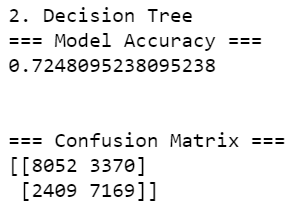 2. Decision Tree
=== Model Accuracy ===
0.7248095238095238
=== Confusion Matrix ===
[[8052 3370]
[2409 7169]]